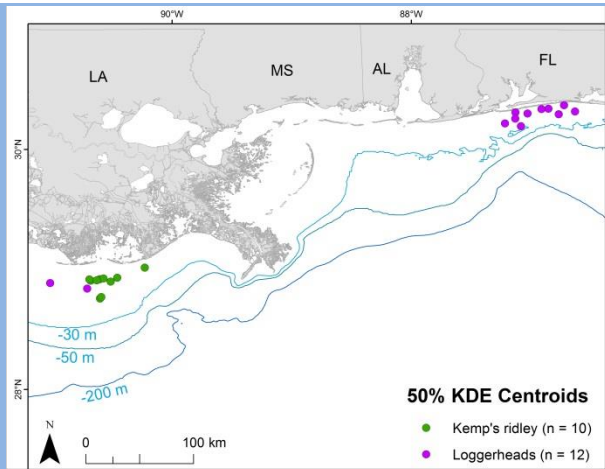 90°W
88°W
LA
MS
AL
FL
30°N
-30 m
-50 m
28°N
-200 m
50% KDE Centroids
N
Kemp's ridley (n = 10)
0 100 km
Loggerheads (n = 12)